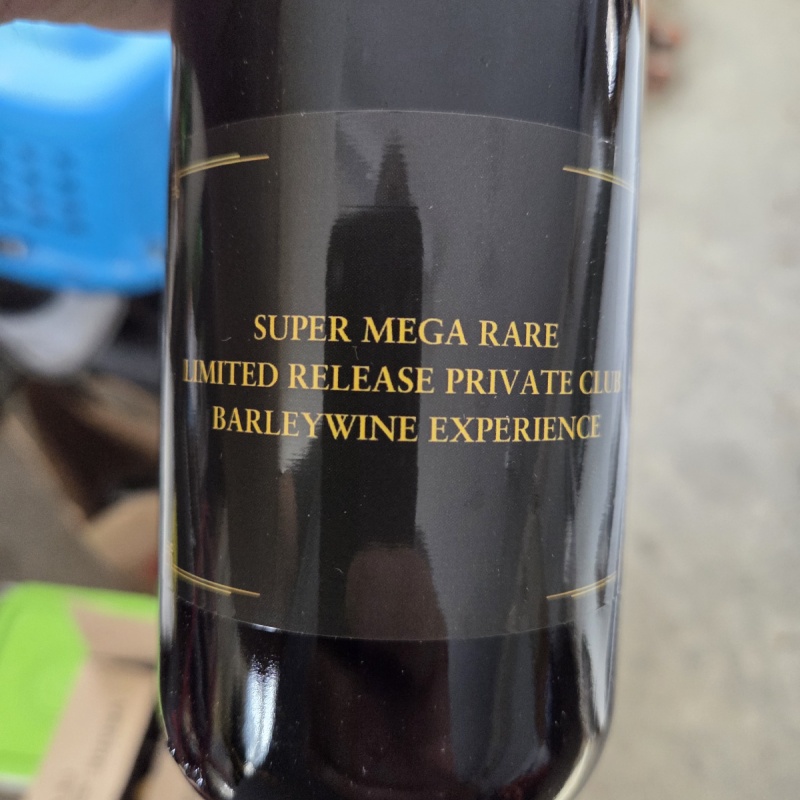 SUPER MEGA RARE
LIMITED RELEASE PRIVATE CLUB
BARLEYWINE EXPERIENCE